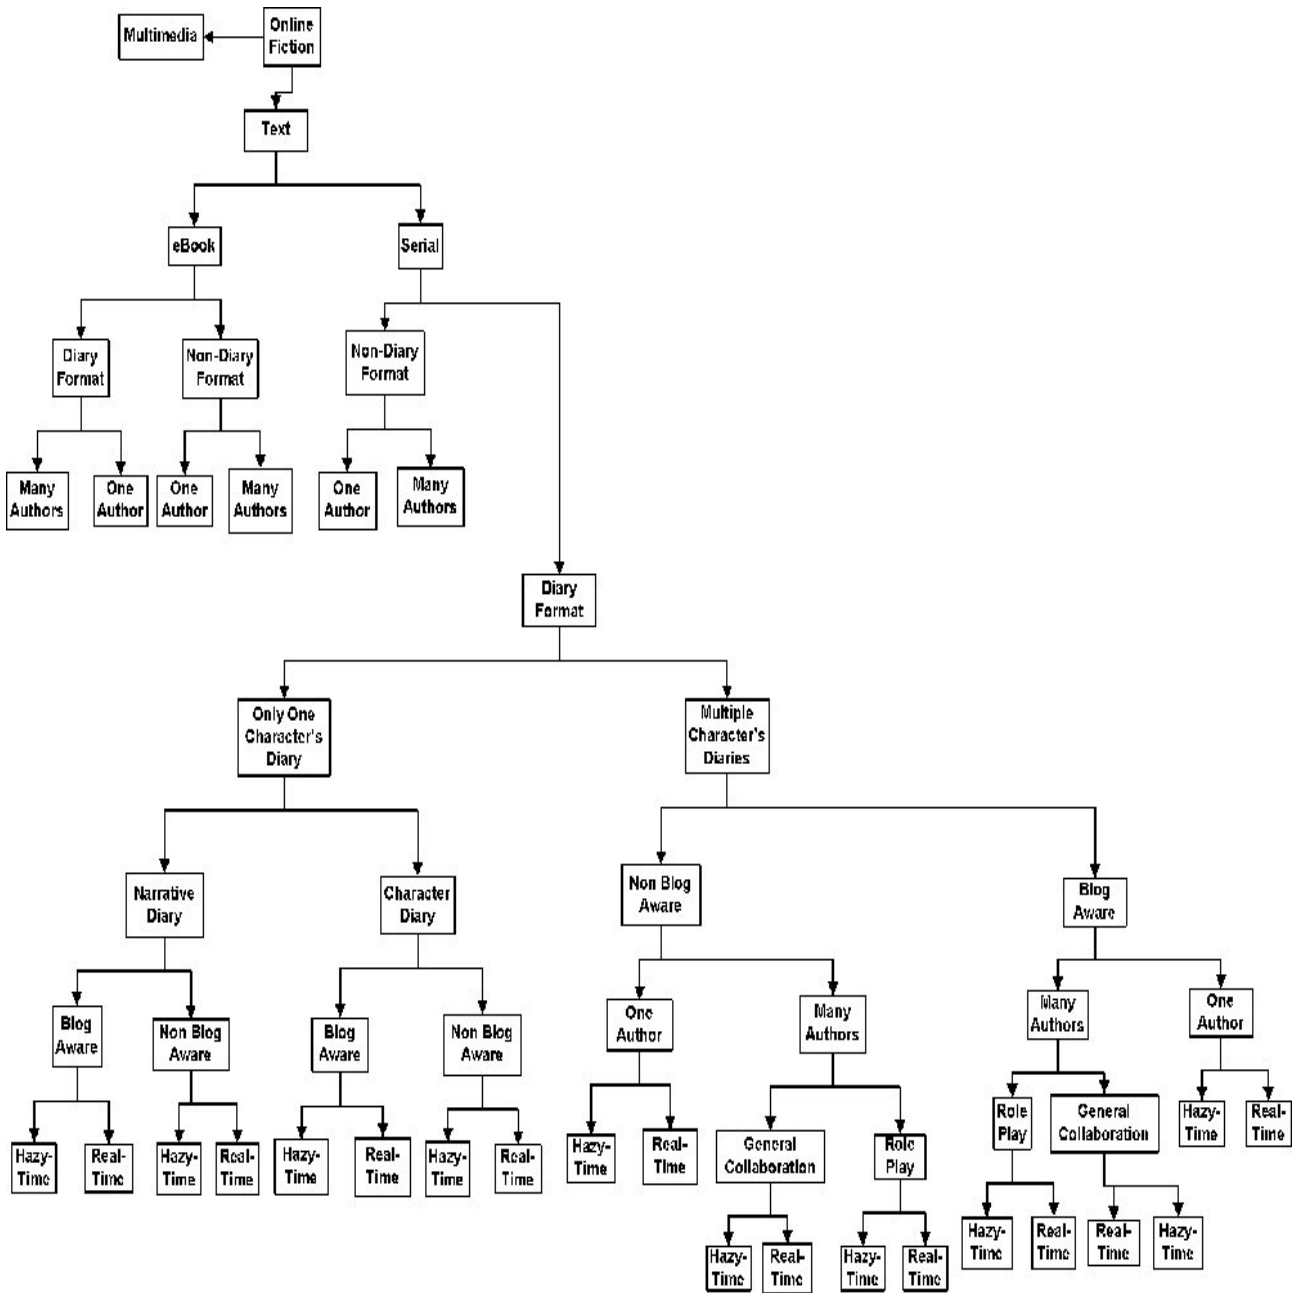 Multimedia
Online
Fiction
Text
eBook
Serial
Diary
Format
Non-Diary
Format
Non-Diary
Format
Many
Authors
One
Author
One
Author
Many
Authors
One
Author
Many
Authors
Diary
Format
Only One
Character's
Diary
Multiple
Character's
Diaries
Narrative
Diary
Character
Diary
Non Blog
Aware
Blog
Aware
Blog
Aware
Non Blog
Aware
Blog
Aware
Non Blog
Aware
One
Author
Many
Authors
Many
Authors
One
Author
Hazy-
Time
Real-
Time
Hazy-
Time
Real-
Time
Hazy-
Time
Real-
Time
Hazy-
Time
Real-
Time
Hazy-
Time
Real-
Time
General
Collaboration
Role
Play
Role
Play
General
Collaboration
Hazy-
Time
Real-
Time
Hazy-
Time
Real-
Time
Hazy-
Time
Real-
Time
Hazy-
Time
Real-
Time
Real-
Time
Hazy-
Time